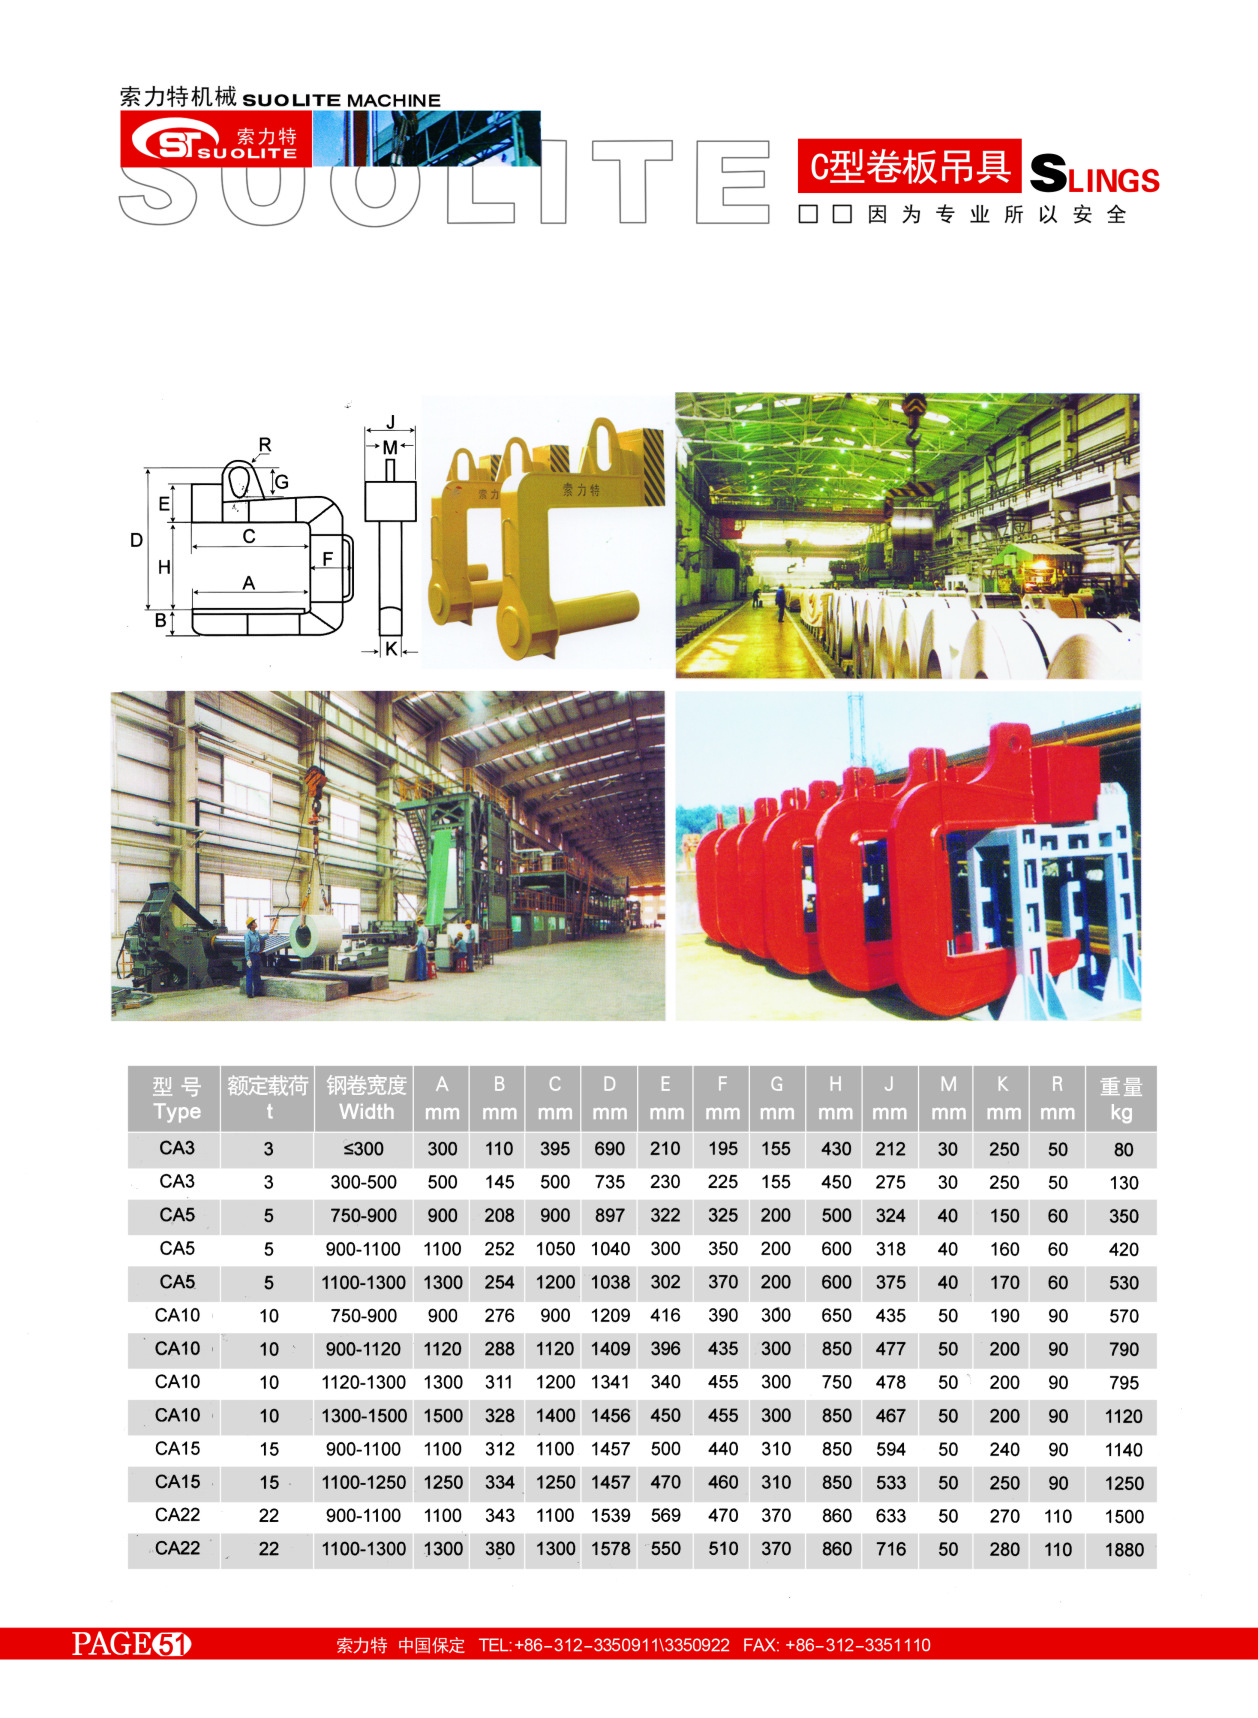 索力特机械 SUOLITE MACHINE
ST 索力特
SUOLITE
SUOLITE
C型卷板吊具 SLINGS
□□因为专业所以安全
J
M
R
G
E
D
C
H
F
A
B
K
索力特
索力特
型号 额定载荷 钢卷宽度 A B C D E F G H J M K R 重量
Type t Width mm mm mm mm mm mm mm mm mm mm mm mm kg
CA3 3 ≤300 300 110 395 690 210 195 155 430 212 30 250 50 80
CA3 3 300-500 500 145 500 735 230 225 155 450 275 30 250 50 130
CA5 5 750-900 900 208 900 897 322 325 200 500 324 40 150 60 350
CA5 5 900-1100 1100 252 1050 1040 300 350 200 600 318 40 160 60 420
CA5 5 1100-1300 1300 254 1200 1038 302 370 200 600 375 40 170 60 530
CA10 10 750-900 900 276 900 1209 416 390 300 650 435 50 190 90 570
CA10 10 900-1120 1120 288 1120 1409 396 435 300 850 477 50 200 90 790
CA10 10 1120-1300 1300 311 1200 1341 340 455 300 750 478 50 200 90 795
CA10 10 1300-1500 1500 328 1400 1456 450 455 300 850 467 50 200 90 1120
CA15 15 900-1100 1100 312 1100 1457 500 440 310 850 594 50 240 90 1140
CA15 15 1100-1250 1250 334 1250 1457 470 460 310 850 533 50 250 90 1250
CA22 22 900-1100 1100 343 1100 1539 569 470 370 860 633 50 270 110 1500
CA22 22 1100-1300 1300 380 1300 1578 550 510 370 860 716 50 280 110 1880
PAGE 51
索力特 中国保定 TEL:+86-312-3350911\3350922 FAX: +86-312-3351110